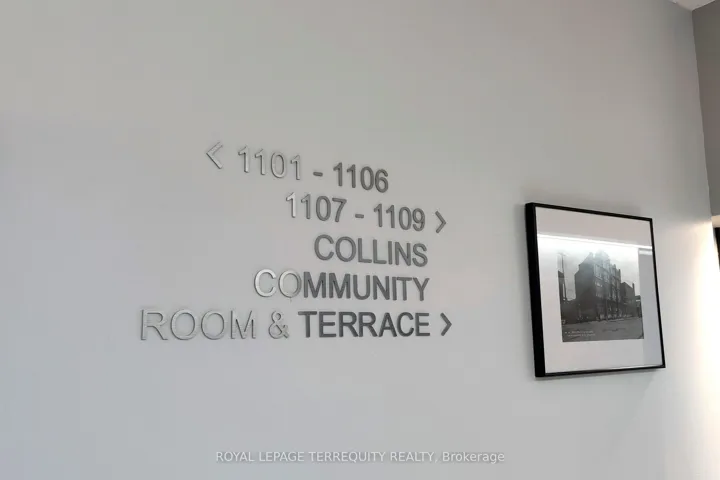 < 1101 - 1106
1107 - 1109 >
COLLINS
COMMUNITY
ROOM & TERRACE >
ROYAL LEPAGE TERREQUITY REALTY, Brokerage